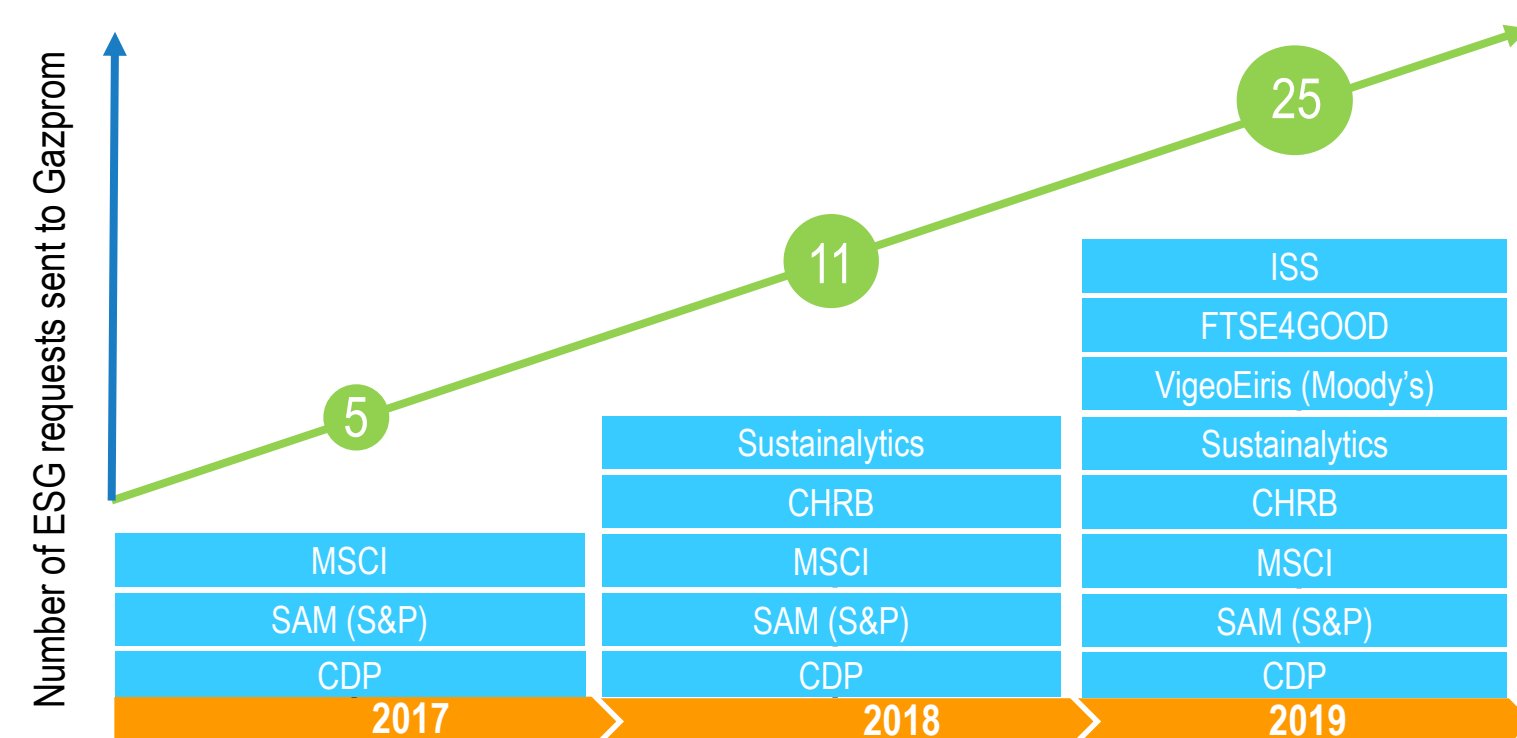 Number of ESG requests sent to Gazprom
25
11
5
ISS
FTSE4GOOD
VigeoEiris (Moody’s)
Sustainalytics
Sustainalytics
CHRB
CHRB
MSCI
MSCI
MSCI
SAM (S&P)
SAM (S&P)
SAM (S&P)
CDP
CDP
CDP
2017
2018
2019